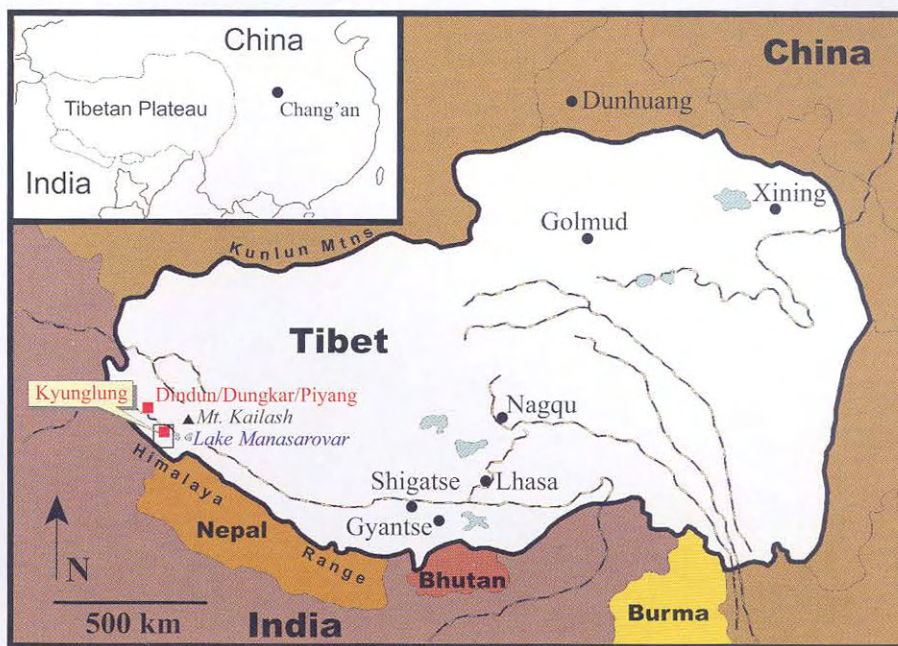 China
Tibetan Plateau
Chang'an
India
China
Dunhuang
Xining
Golmud
Kunlun Mtns
Tibet
Kyunglung
Dindun/Dungkar/Piyang
Mt. Kailash
Lake Manasarovar
Nagqu
Himalaya Range
Shigatse
Lhasa
Gyantse
Nepal
Bhutan
N
Burma
500 km
India